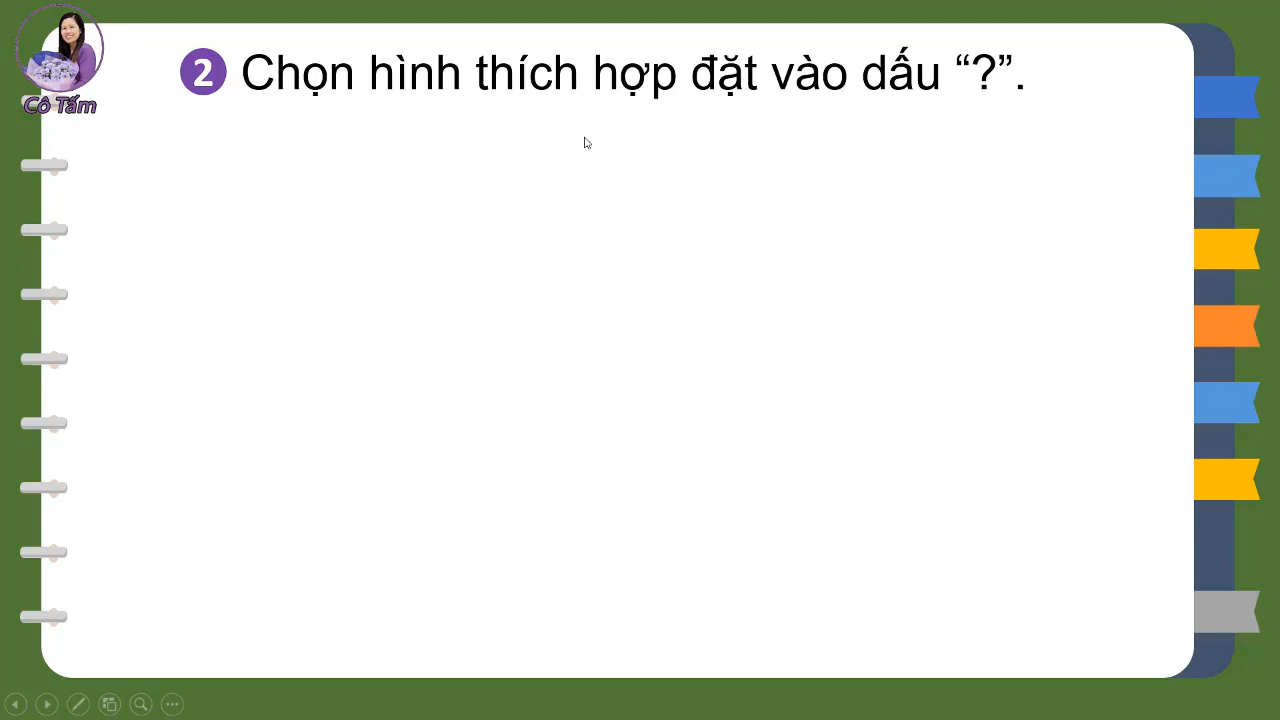 Cô Tấm
2 Chọn hình thích hợp đặt vào dấu “?”.